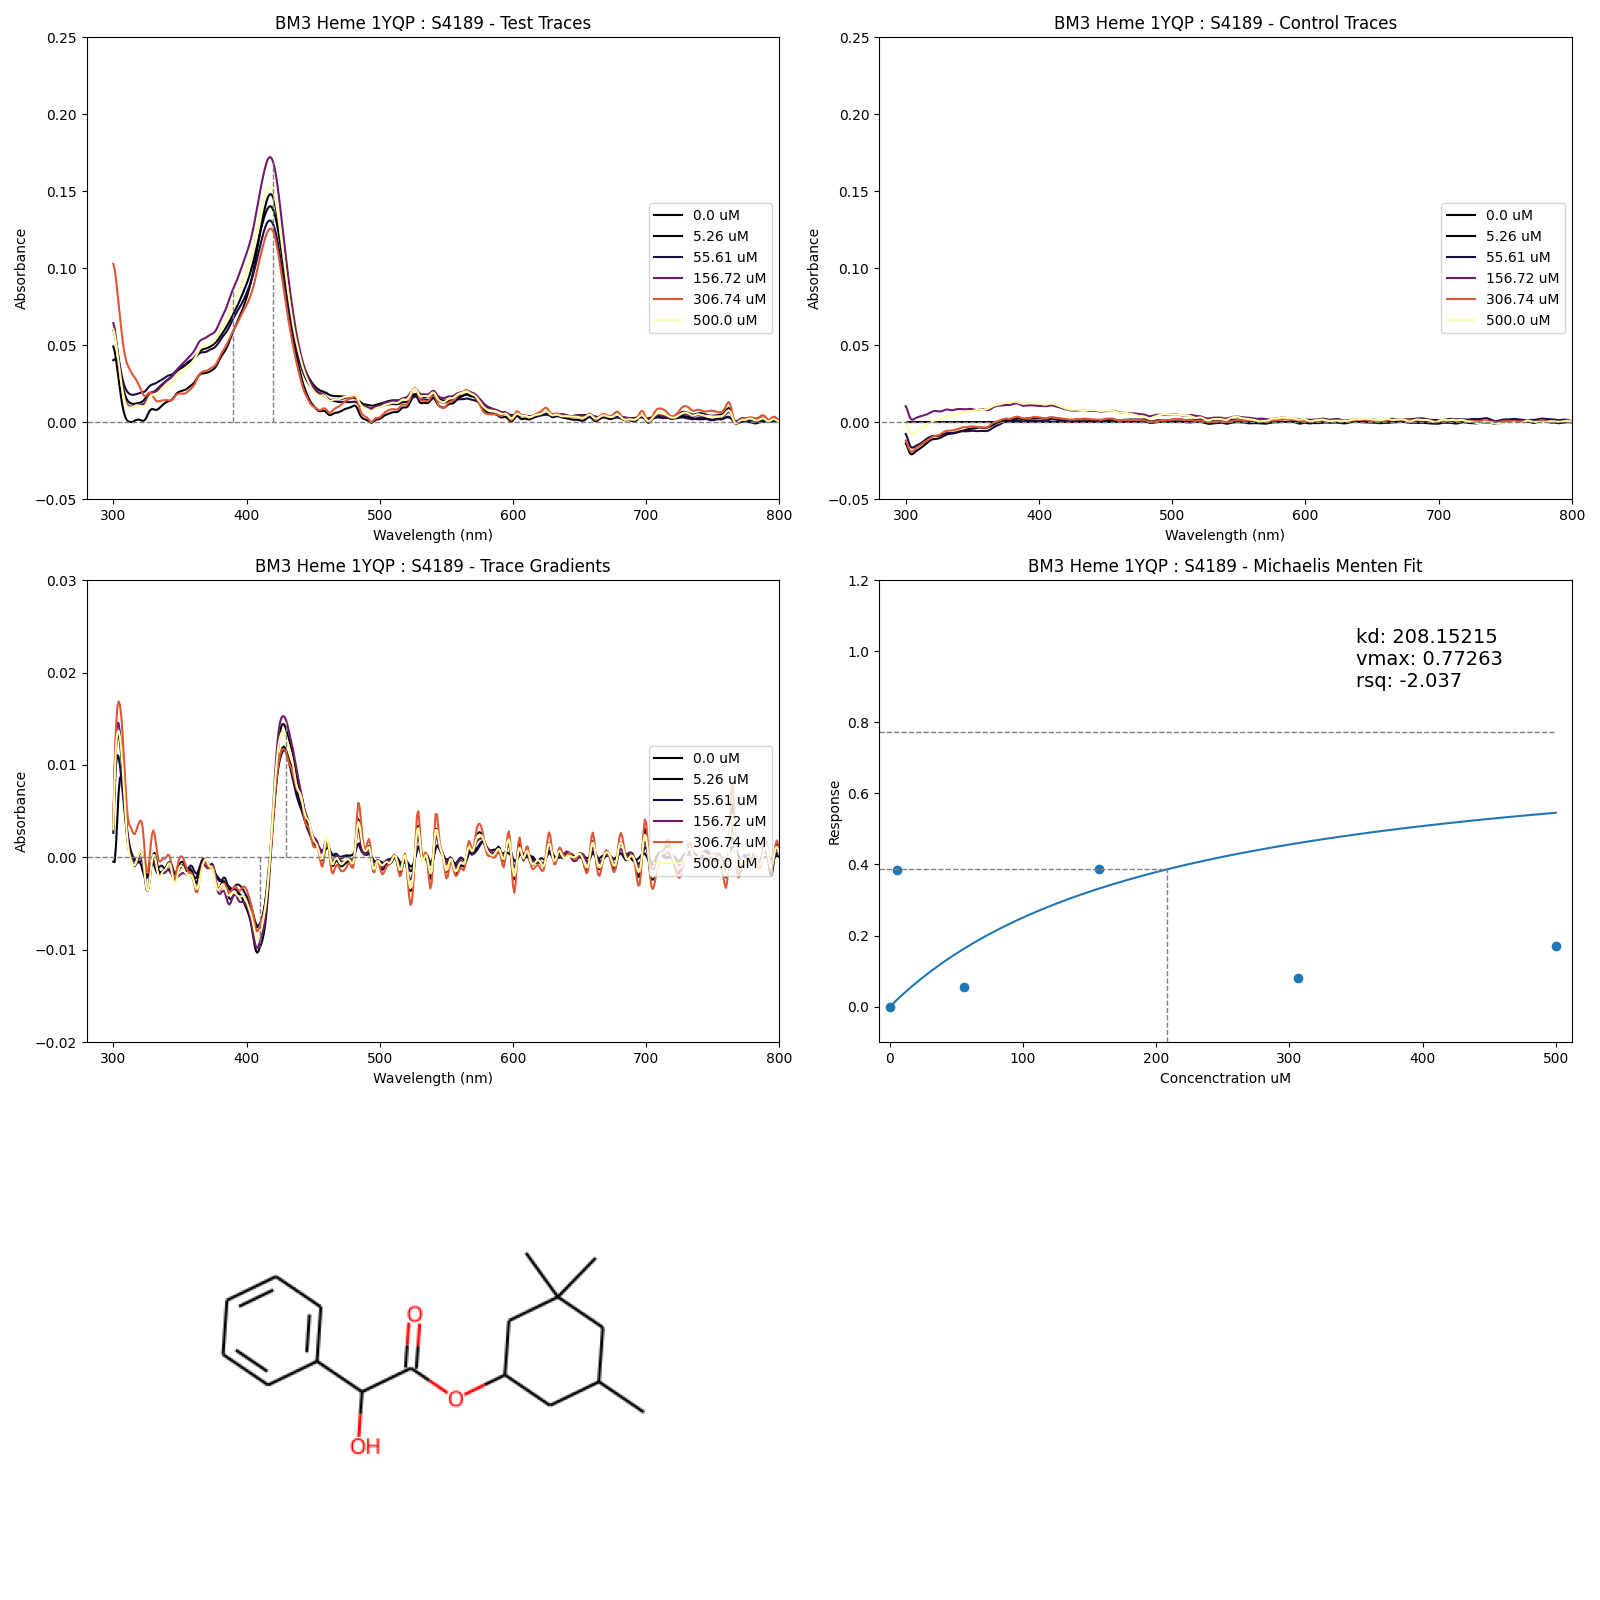 BM3 Heme 1YQP : S4189 - Test Traces
0.25
0.20
0.15
0.10
0.05
0.00
−0.05
Absorbance
300
400
500
600
700
800
Wavelength (nm)
0.0 uM
5.26 uM
55.61 uM
156.72 uM
306.74 uM
500.0 uM
BM3 Heme 1YQP : S4189 - Control Traces
0.25
0.20
0.15
0.10
0.05
0.00
−0.05
Absorbance
300
400
500
600
700
800
Wavelength (nm)
0.0 uM
5.26 uM
55.61 uM
156.72 uM
306.74 uM
500.0 uM
BM3 Heme 1YQP : S4189 - Trace Gradients
0.03
0.02
0.01
0.00
−0.01
−0.02
Absorbance
300
400
500
600
700
800
Wavelength (nm)
0.0 uM
5.26 uM
55.61 uM
156.72 uM
306.74 uM
500.0 uM
BM3 Heme 1YQP : S4189 - Michaelis Menten Fit
1.2
1.0
0.8
0.6
0.4
0.2
0.0
Response
kd: 208.15215
vmax: 0.77263
rsq: -2.037
0
100
200
300
400
500
Concenctration uM
O
O
OH